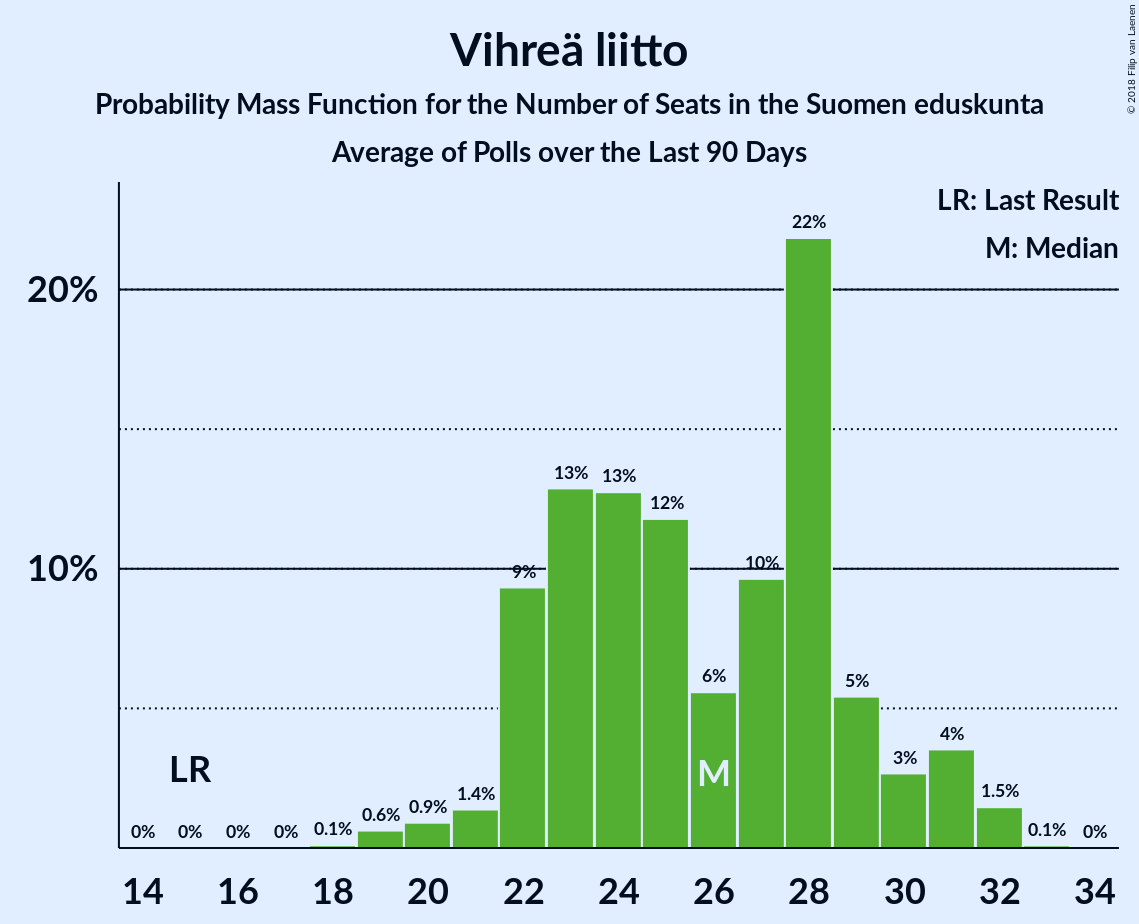 Vihreä liitto
Probability Mass Function for the Number of Seats in the Suomen eduskunta
Average of Polls over the Last 90 Days
© 2018 Filip van Laenen
LR: Last Result
M: Median
20%
10%
0%
0%
0%
0%
0.1%
0.6%
0.9%
1.4%
9%
13%
13%
12%
6%
10%
22%
5%
3%
4%
1.5%
0.1%
0%
LR
M
14 16 18 20 22 24 26 28 30 32 34